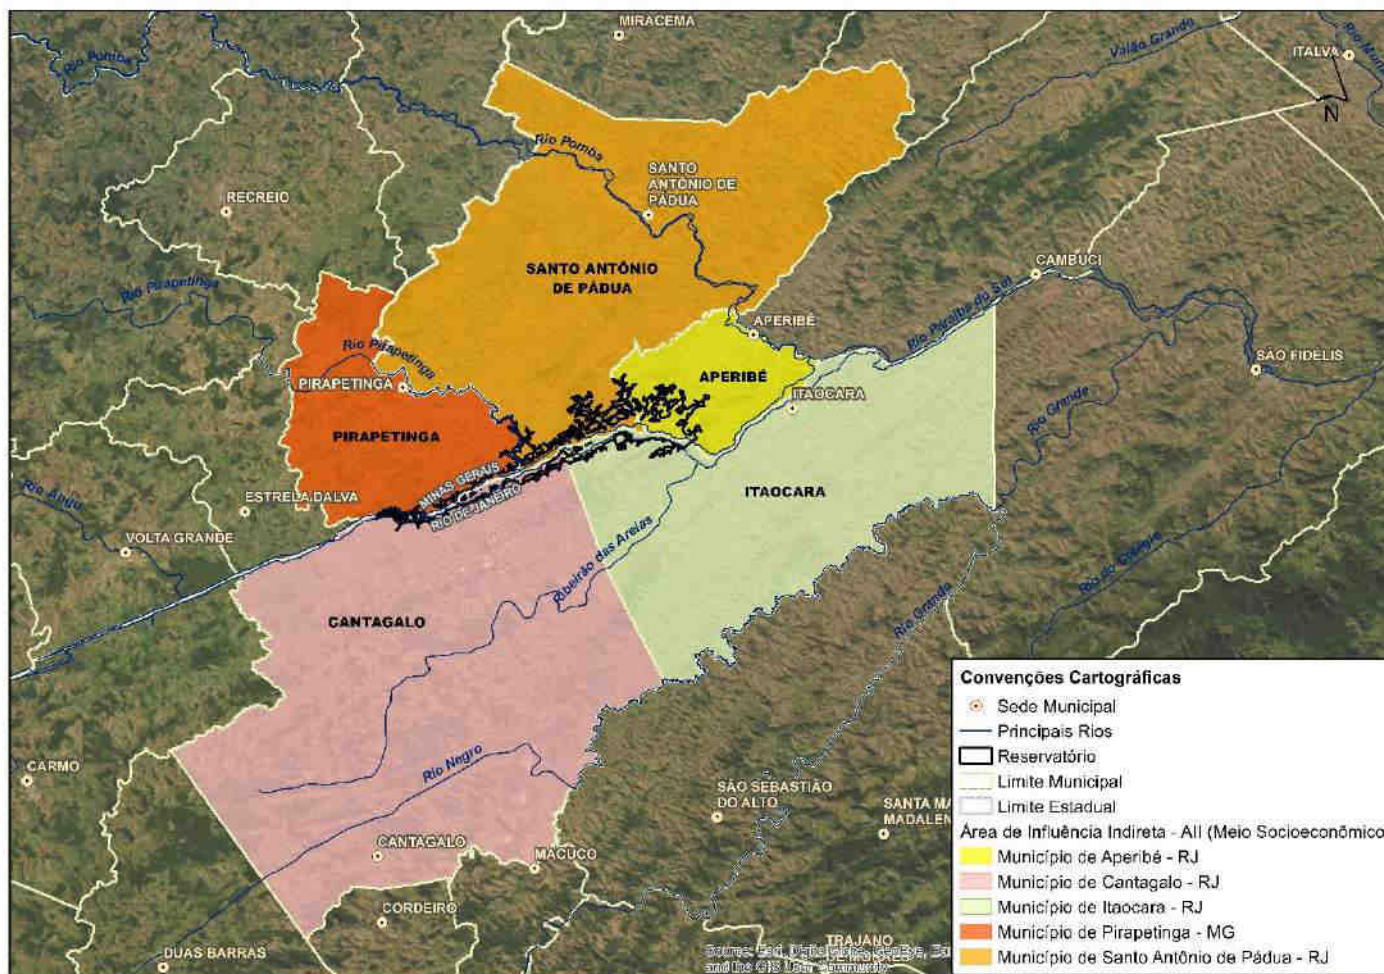 MIRACEMA
Valão Grande
ITALVA
Rio Pomba
N
Rio Pomba
SANTO
ANTÔNIO DE
PÁDUA
RECREIO
CAMBUCI
SANTO ANTÔNIO
DE PÁDUA
Rio Pirapetinga
Rio Paraíba do Sul
APERIBÉ
Rio Pirapetinga
SÃO FIDÉLIS
PIRAPETINGA
APERIBÉ
ITAOCARA
Rio Grande
PIRAPETINGA
MINAS GERAIS
RIO DE JANEIRO
ITAOCARA
ESTRELA DALVA
Rio Angu
VOLTA GRANDE
Ribeirão das Areias
Rio Grande
CANTAGALO
Rio Negro
CARMO
SÃO SEBASTIÃO
DO ALTO
CANTAGALO
MACUCO
CORDEIRO
DUAS BARRAS
TRAJANO
Convenções Cartográficas
Sede Municipal
Principais Rios
Reservatório
Limite Municipal
Limite Estadual
Área de Influência Indireta - AII (Meio Socioeconômico
Município de Aperibé - RJ
Município de Cantagalo - RJ
Município de Itaocara - RJ
Município de Pirapetinga - MG
Município de Santo Antônio de Pádua - RJ